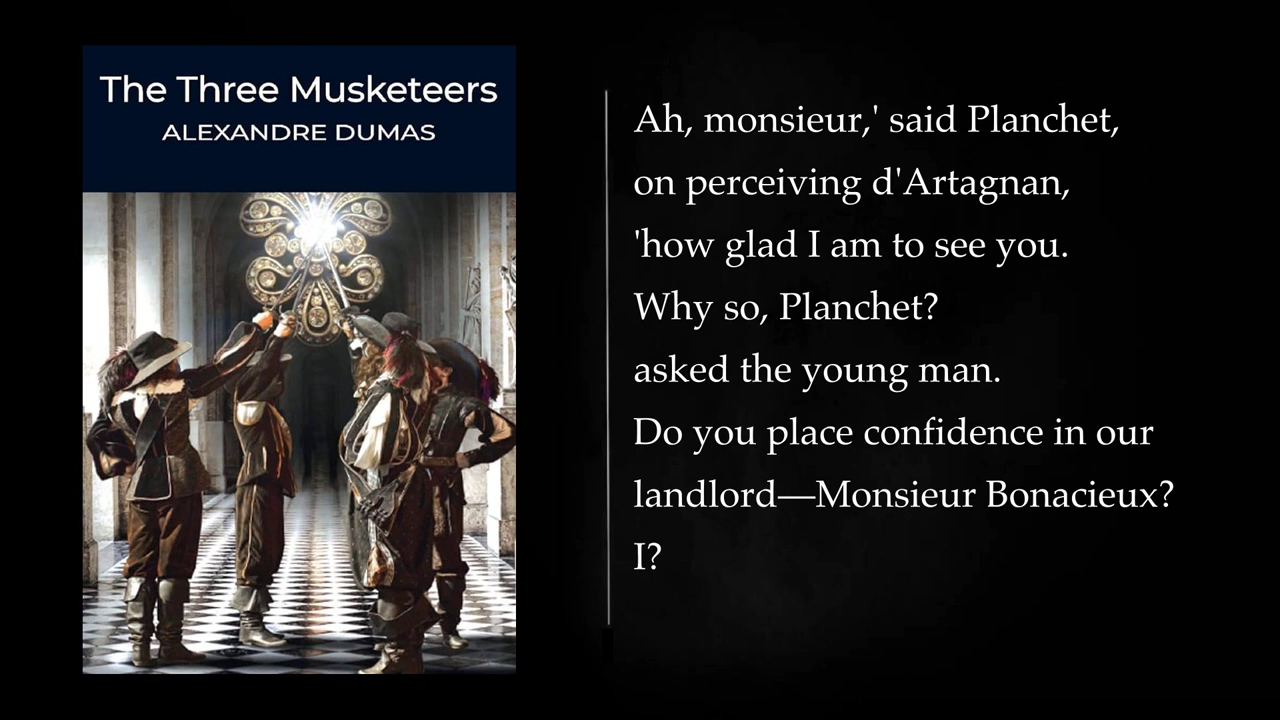 The Three Musketeers
ALEXANDRE DUMAS
Ah, monsieur,' said Planchet,
on perceiving d'Artagnan,
'how glad I am to see you.
Why so, Planchet?
asked the young man.
Do you place confidence in our
landlord—Monsieur Bonacieux?
I?